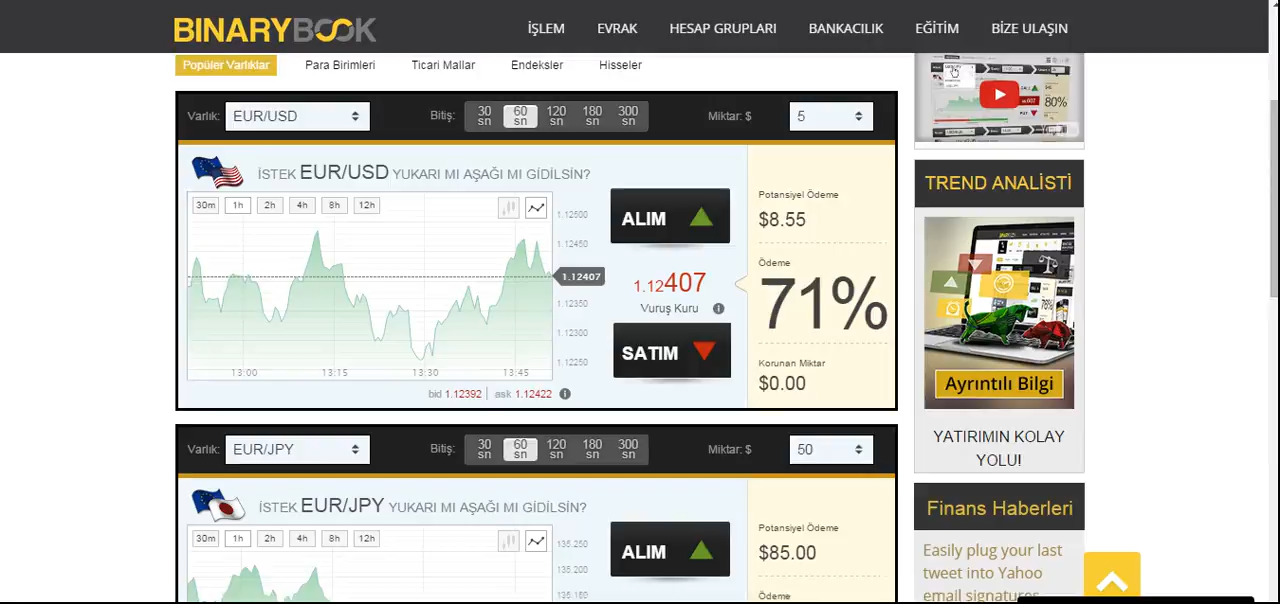 BINARYBOOK
İŞLEM EVRAK HESAP GRUPLARI BANKACILIK EĞİTİM BİZE ULAŞIN
Popüler Varlıklar Para Birimleri Ticari Mallar Endeksler Hisseler
Varlık: EUR/USD Bitiş: 30 sn 60 sn 120 sn 180 sn 300 sn Miktar: $ 5
İSTEK EUR/USD YUKARI MI AŞAĞI MI GİDİLSİN?
30m 1h 2h 4h 8h 12h
1.12500
1.12450
1.12407
1.12350
1.12300
1.12250
13:00 13:15 13:30 13:45
bid 1.12392 ask 1.12422
ALIM
1.12407
Vuruş Kuru
SATIM
Potansiyel Ödeme
$8.55
Ödeme
71%
Korunan Miktar
$0.00
Varlık: EUR/JPY Bitiş: 30 sn 60 sn 120 sn 180 sn 300 sn Miktar: $ 50
İSTEK EUR/JPY YUKARI MI AŞAĞI MI GİDİLSİN?
30m 1h 2h 4h 8h 12h
135.250
135.200
135.150
ALIM
Potansiyel Ödeme
$85.00
Ödeme
80%
TREND ANALİSTİ
Ayrıntılı Bilgi
YATIRIMIN KOLAY
YOLU!
Finans Haberleri
Easily plug your last
tweet into Yahoo
email signatures